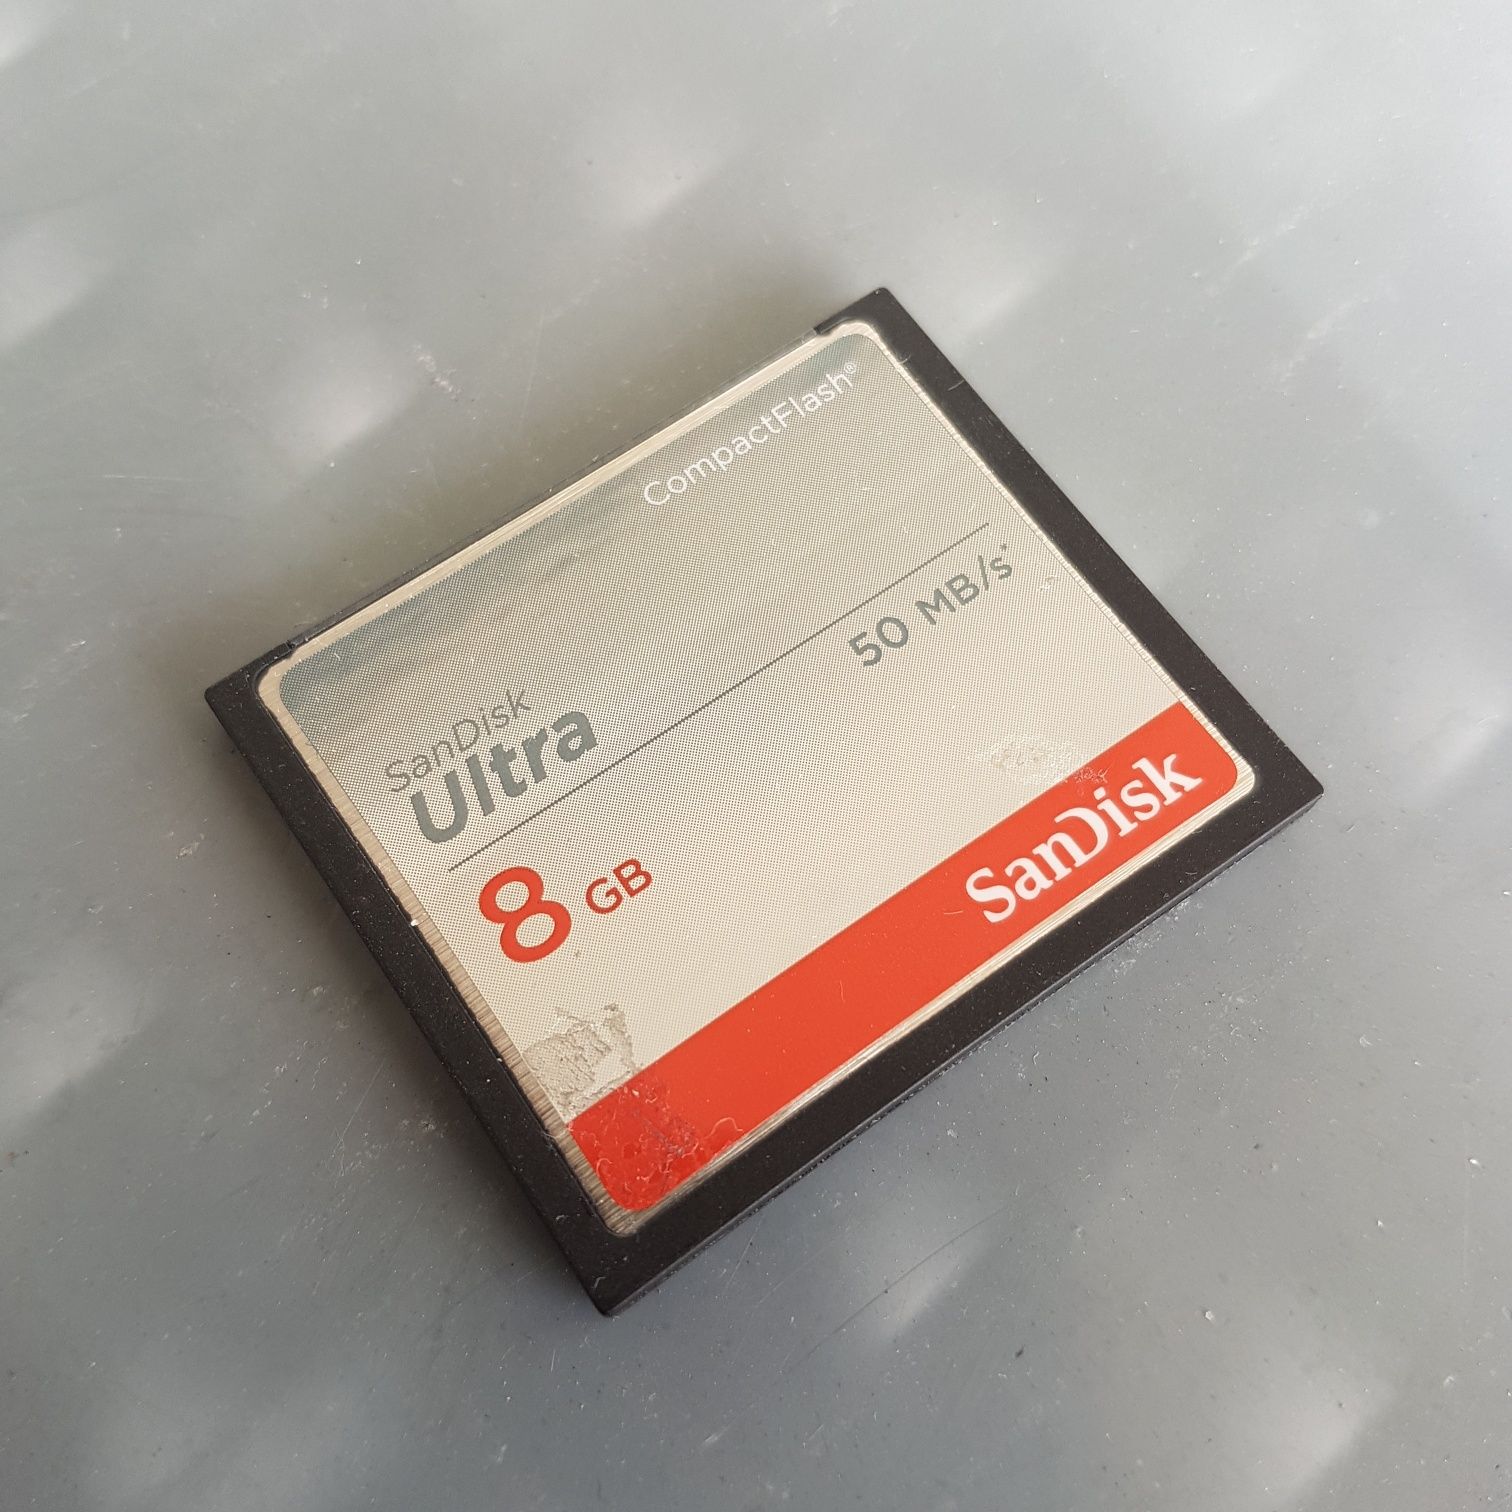 CompactFlash®
SanDisk
Ultra
50 MB/s*
8 GB
SanDisk